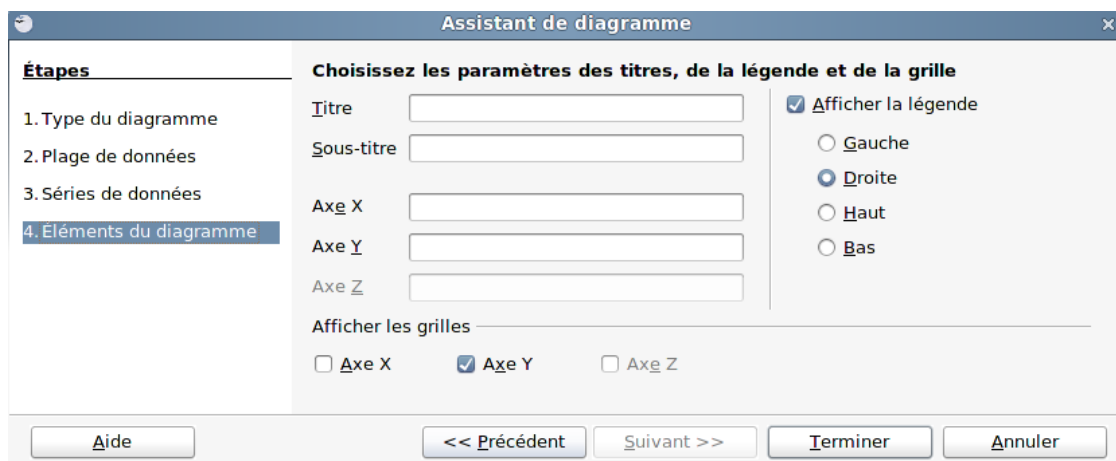 Assistant de diagramme
Étapes
1. Type du diagramme
2. Plage de données
3. Séries de données
4. Éléments du diagramme
Choisissez les paramètres des titres, de la légende et de la grille
Titre
Sous-titre
Axe X
Axe Y
Axe Z
Afficher la légende
Gauche
Droite
Haut
Bas
Afficher les grilles
Axe X Axe Y Axe Z
Aide << Précédent Suivant >> Terminer Annuler